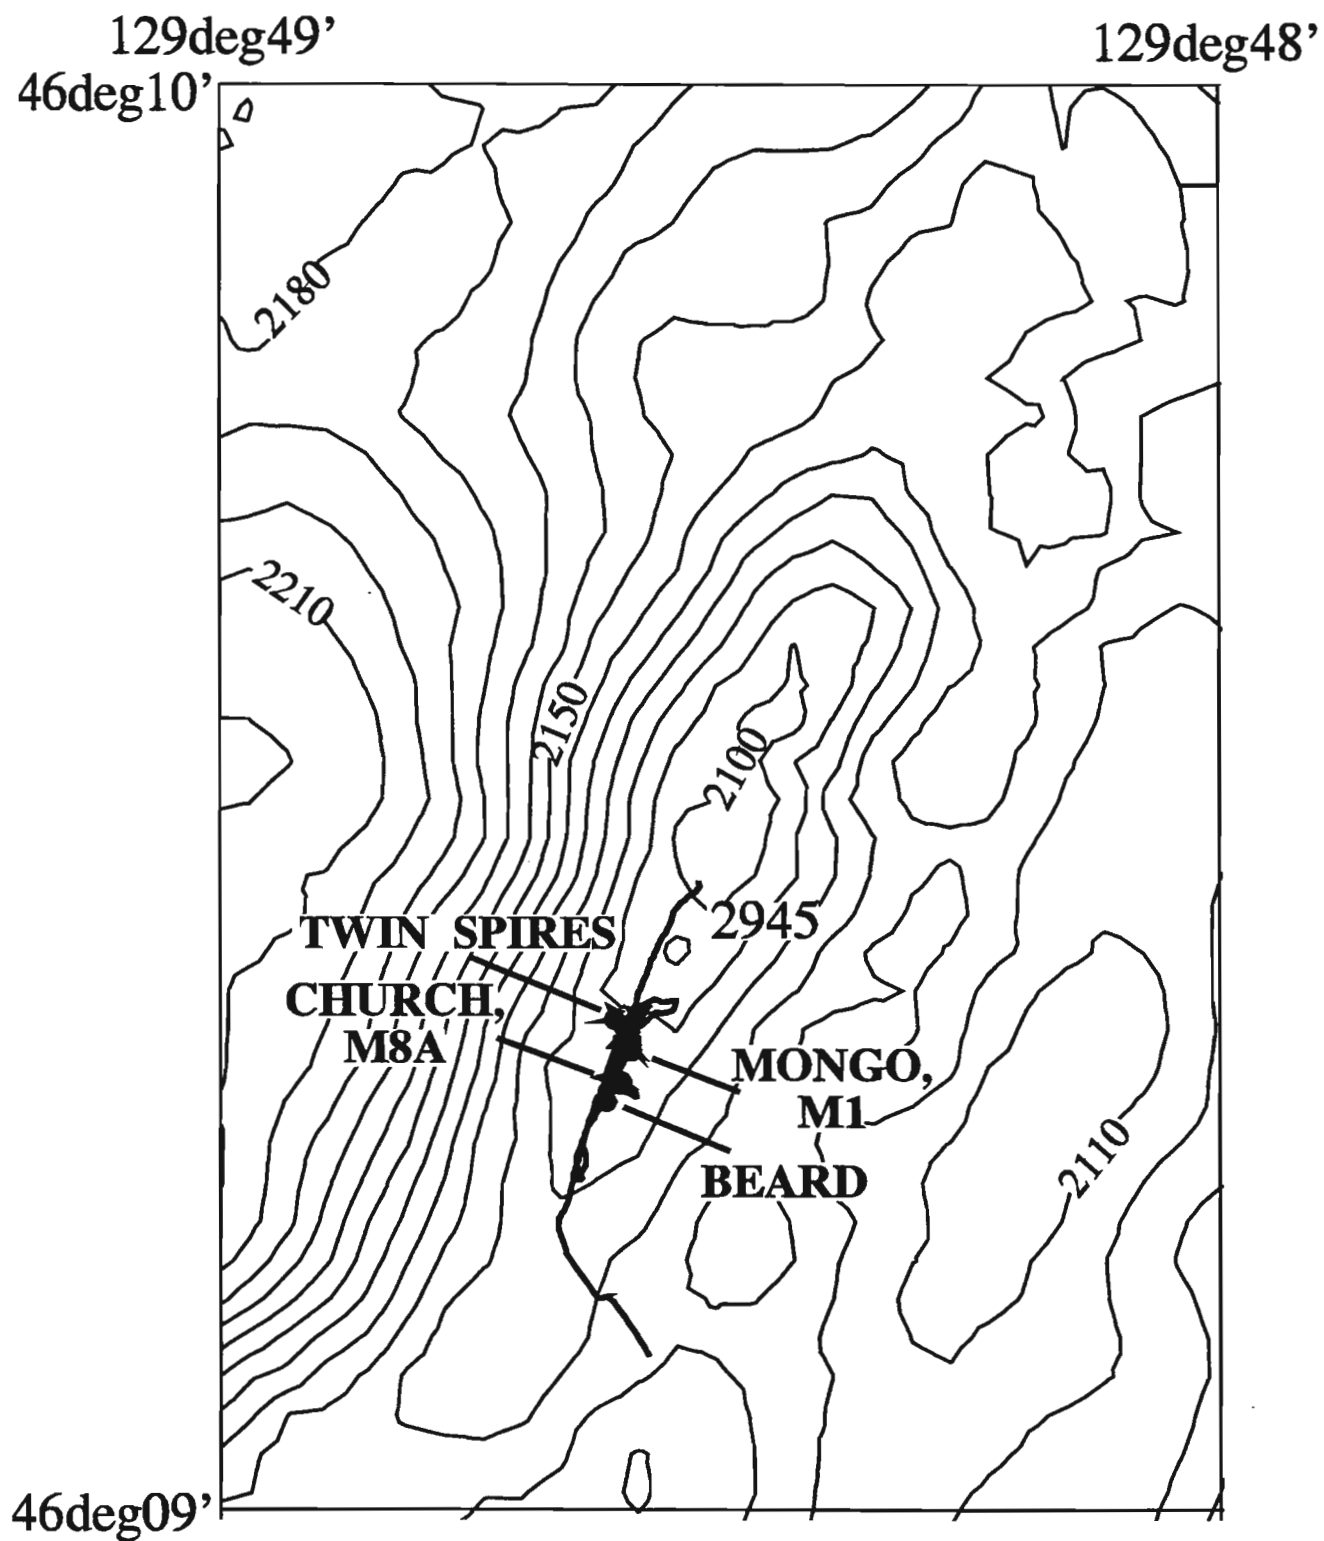 129deg49'
129deg48'
46deg10'
2180
2210
2150
2100
2945
TWIN SPIRES
CHURCH,
M8A
MONGO,
M1
BEARD
2110
46deg09'